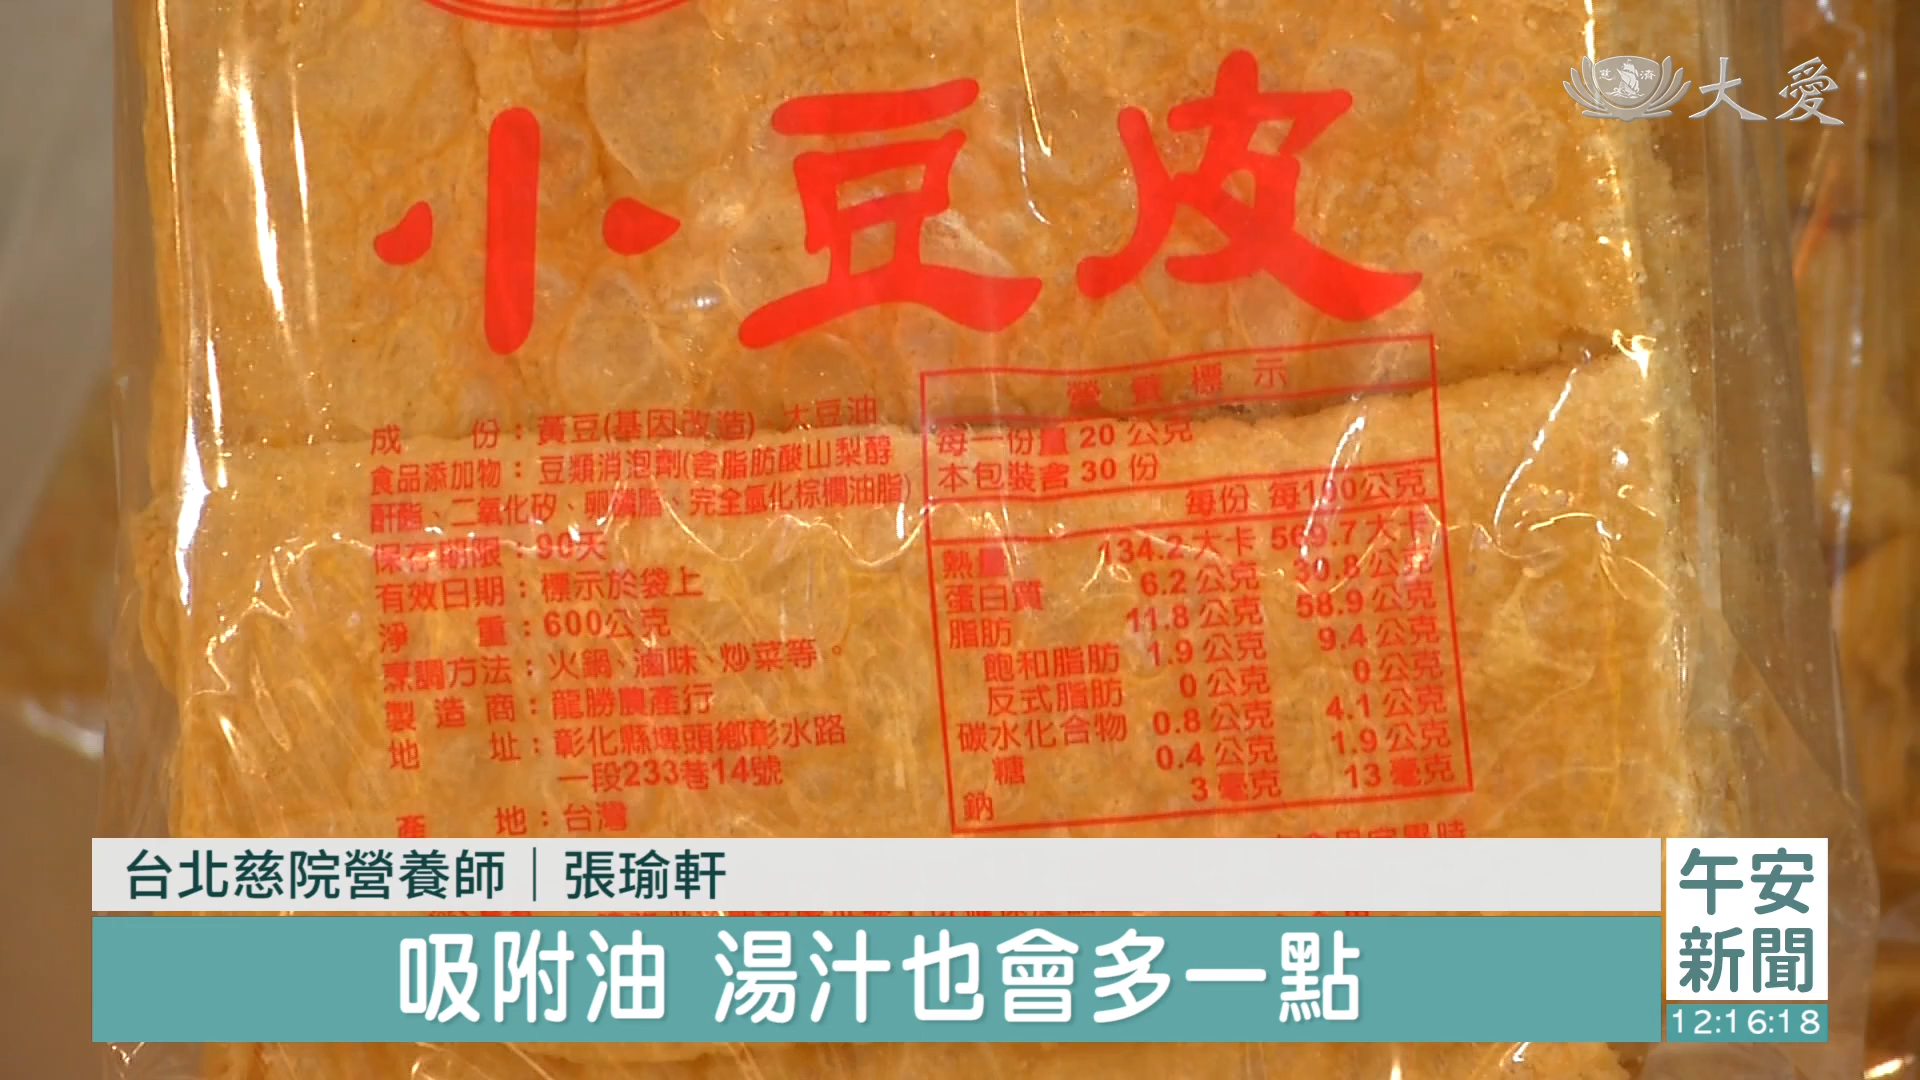 慈濟 大愛
小豆皮
成份：黃豆(基因改造) 大豆油
食品添加物：豆類消泡劑(含脂肪酸山梨醇
酐酯、二氧化矽、卵磷脂、完全氫化棕櫚油脂)
保存期限：90天
有效日期：標示於袋上
淨重：600公克
烹調方法：火鍋、滷味、炒菜等。
製造商：龍勝農產行
地址：彰化縣埤頭鄉彰水路
一段233巷14號
產地：台灣
營養標示
每一份量 20 公克
本包裝含 30 份
每份 每100公克
熱量 134.2 大卡 569.7 大卡
蛋白質 6.2 公克 30.8 公克
脂肪 11.8 公克 58.9 公克
飽和脂肪 1.9 公克 9.4 公克
反式脂肪 0 公克 0 公克
碳水化合物 0.8 公克 4.1 公克
糖 0.4 公克 1.9 公克
鈉 3 毫克 13 毫克
台北慈院營養師｜張瑜軒
吸附油 湯汁也會多一點
午安
新聞
12:16:18